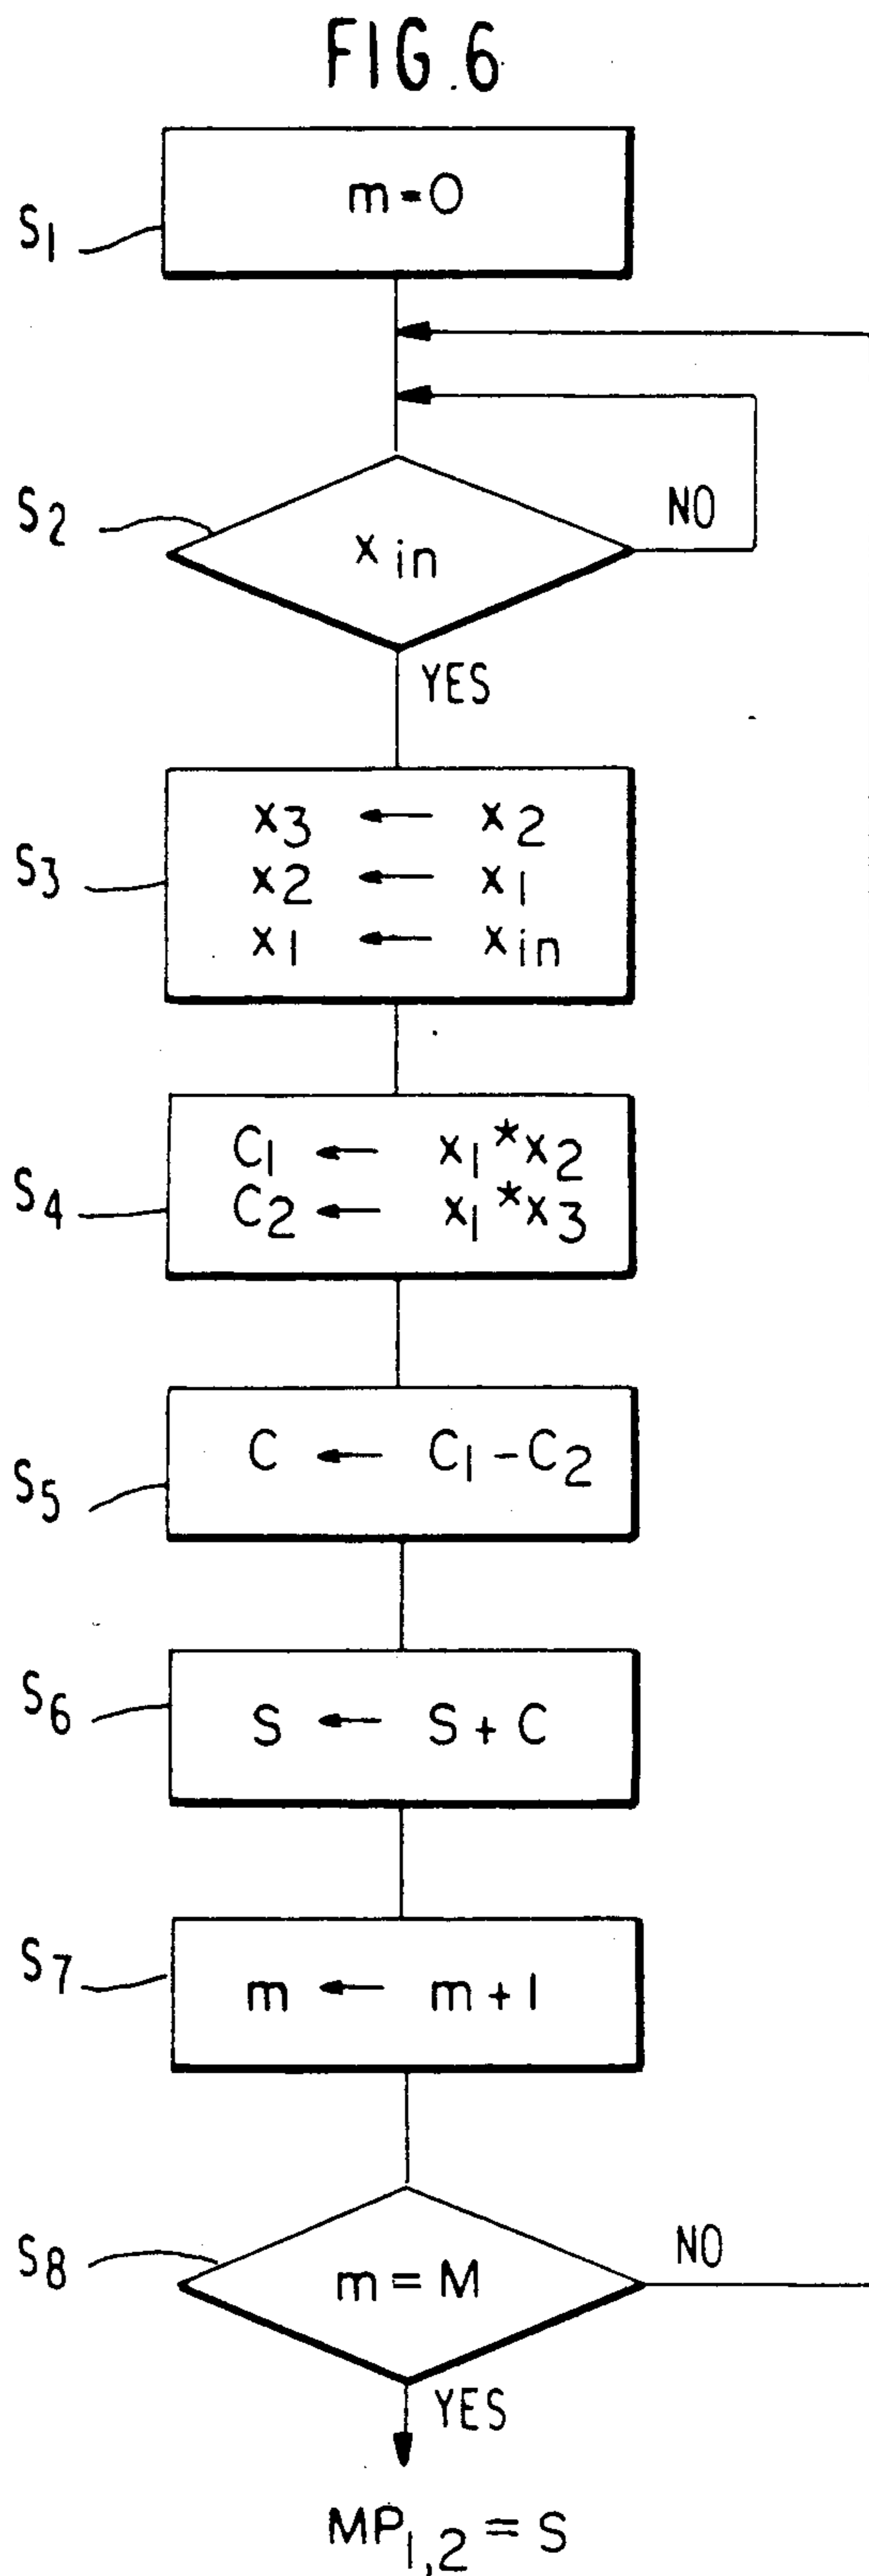 FIG.6
m=0
S1
S2
x in
NO
YES
S3
x3 ← x2
x2 ← x1
x1 ← xin
S4
C1 ← x1*x2
C2 ← x1*x3
S5
C ← C1-C2
S6
S ← S+C
S7
m ← m+1
S8
m=M
NO
YES
MP1,2=S